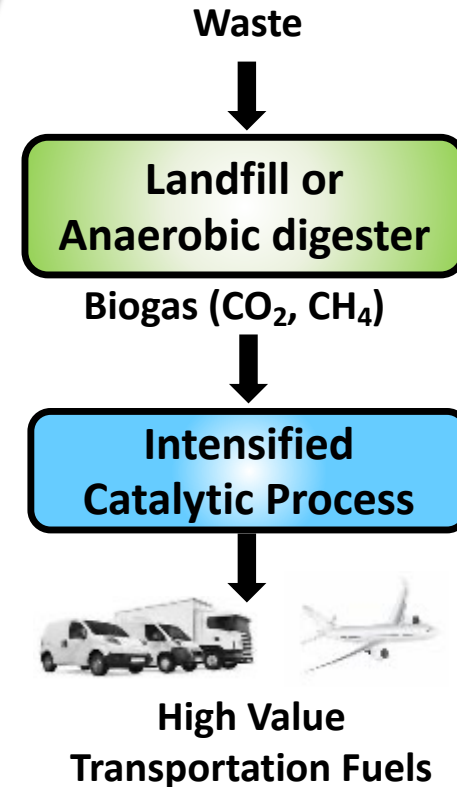 Waste
Landfill or
Anaerobic digester
Biogas (CO₂, CH₄)
Intensified
Catalytic Process
High Value
Transportation Fuels